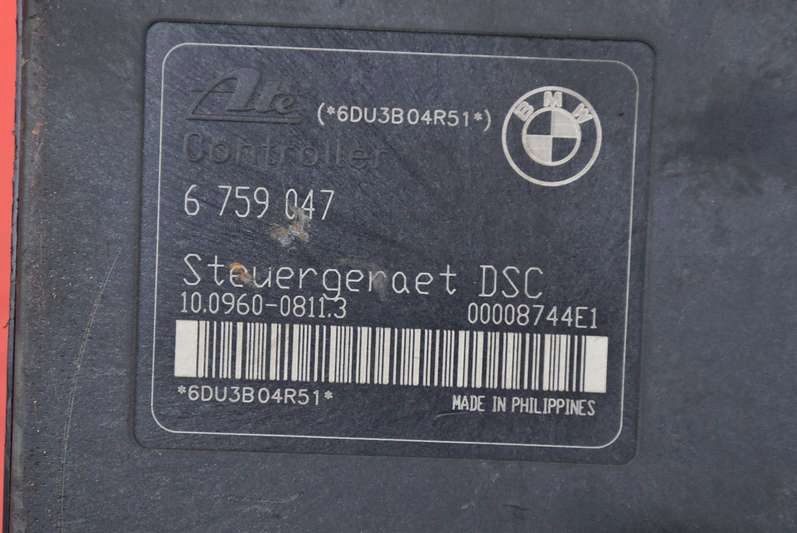 Ate (*6DU3B04R51*)
BMW
Controller
6 759 047
Steuergeraet DSC
10.0960-0811.3 00008744E1
*6DU3B04R51* MADE IN PHILIPPINES